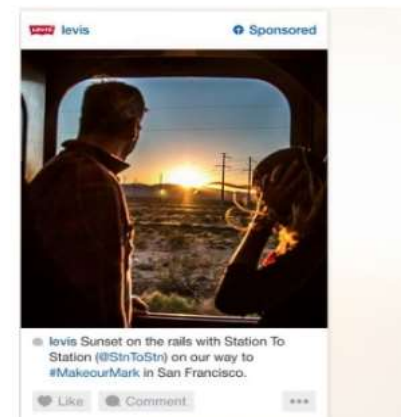 LEVI'S levis Sponsored
levis Sunset on the rails with Station To
Station (@StnToStn) on our way to
#MakeourMark in San Francisco.
Like Comment